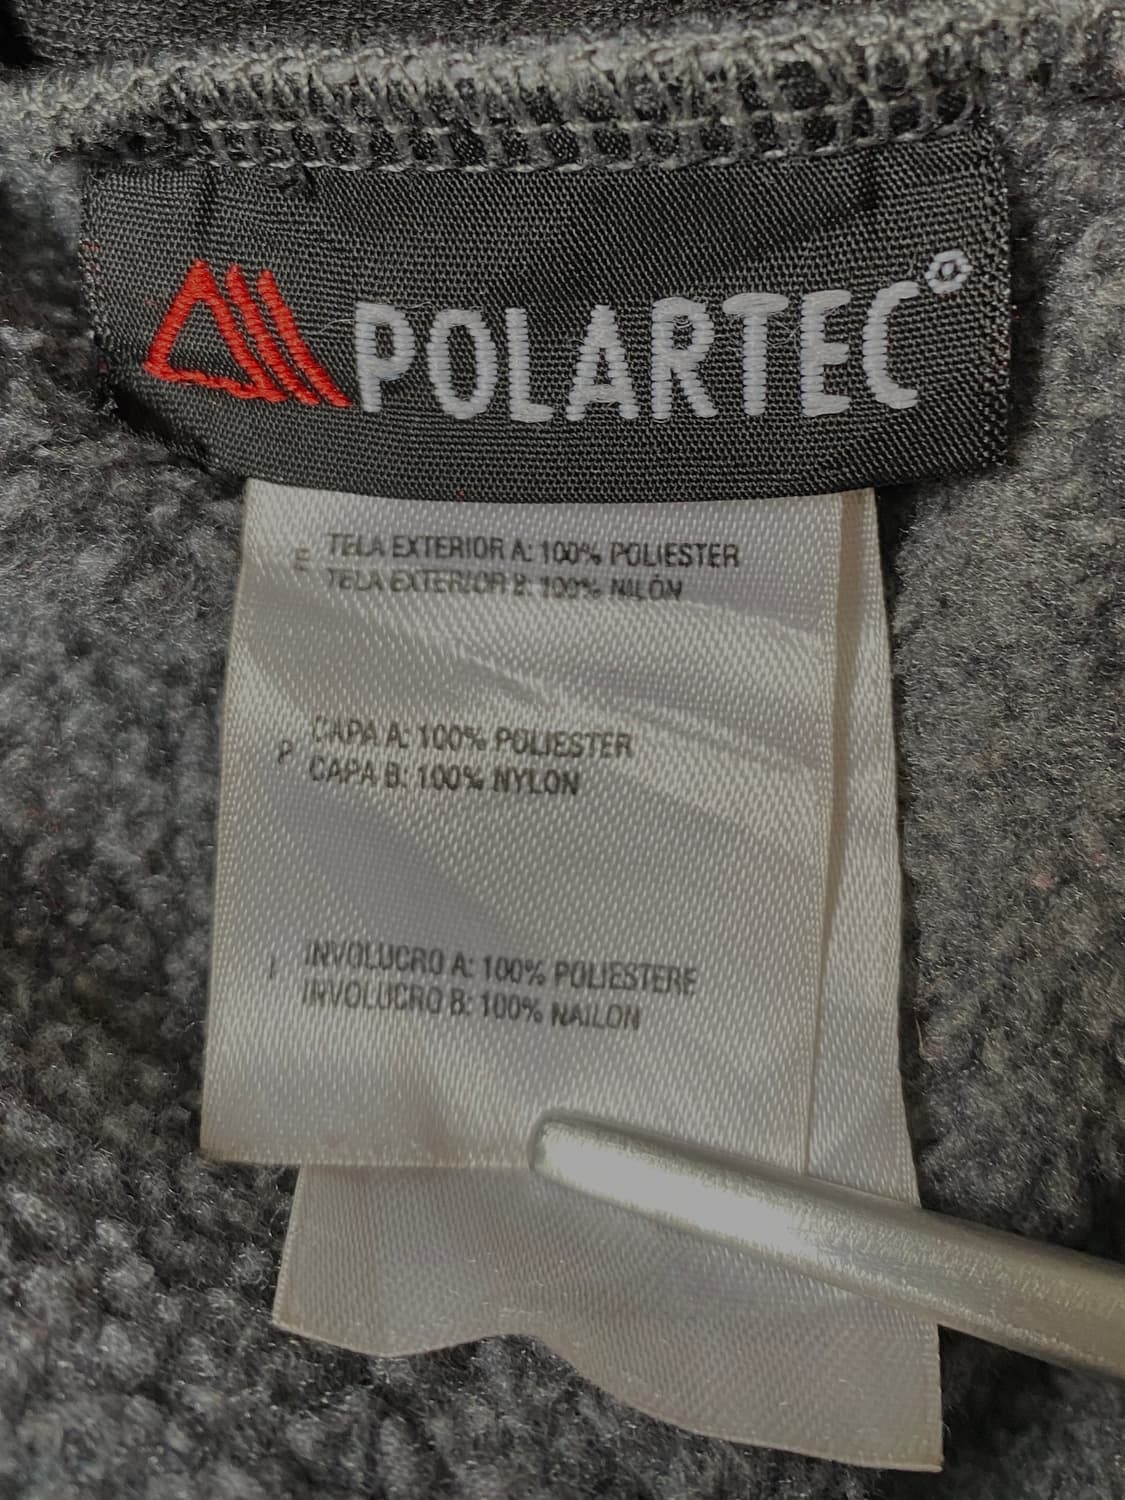 POLARTEC®
E TELA EXTERIOR A: 100% POLIESTER
TELA EXTERIOR B: 100% NILÓN
P CAPA A: 100% POLIESTER
CAPA B: 100% NYLON
I INVOLUCRO A: 100% POLIESTERE
INVOLUCRO B: 100% NAILON